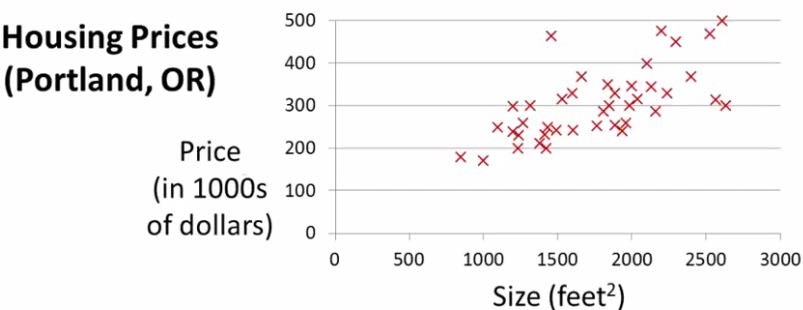 Housing Prices
(Portland, OR)
Price
(in 1000s
of dollars)
500
400
300
200
100
0
0 500 1000 1500 2000 2500 3000
Size (feet²)